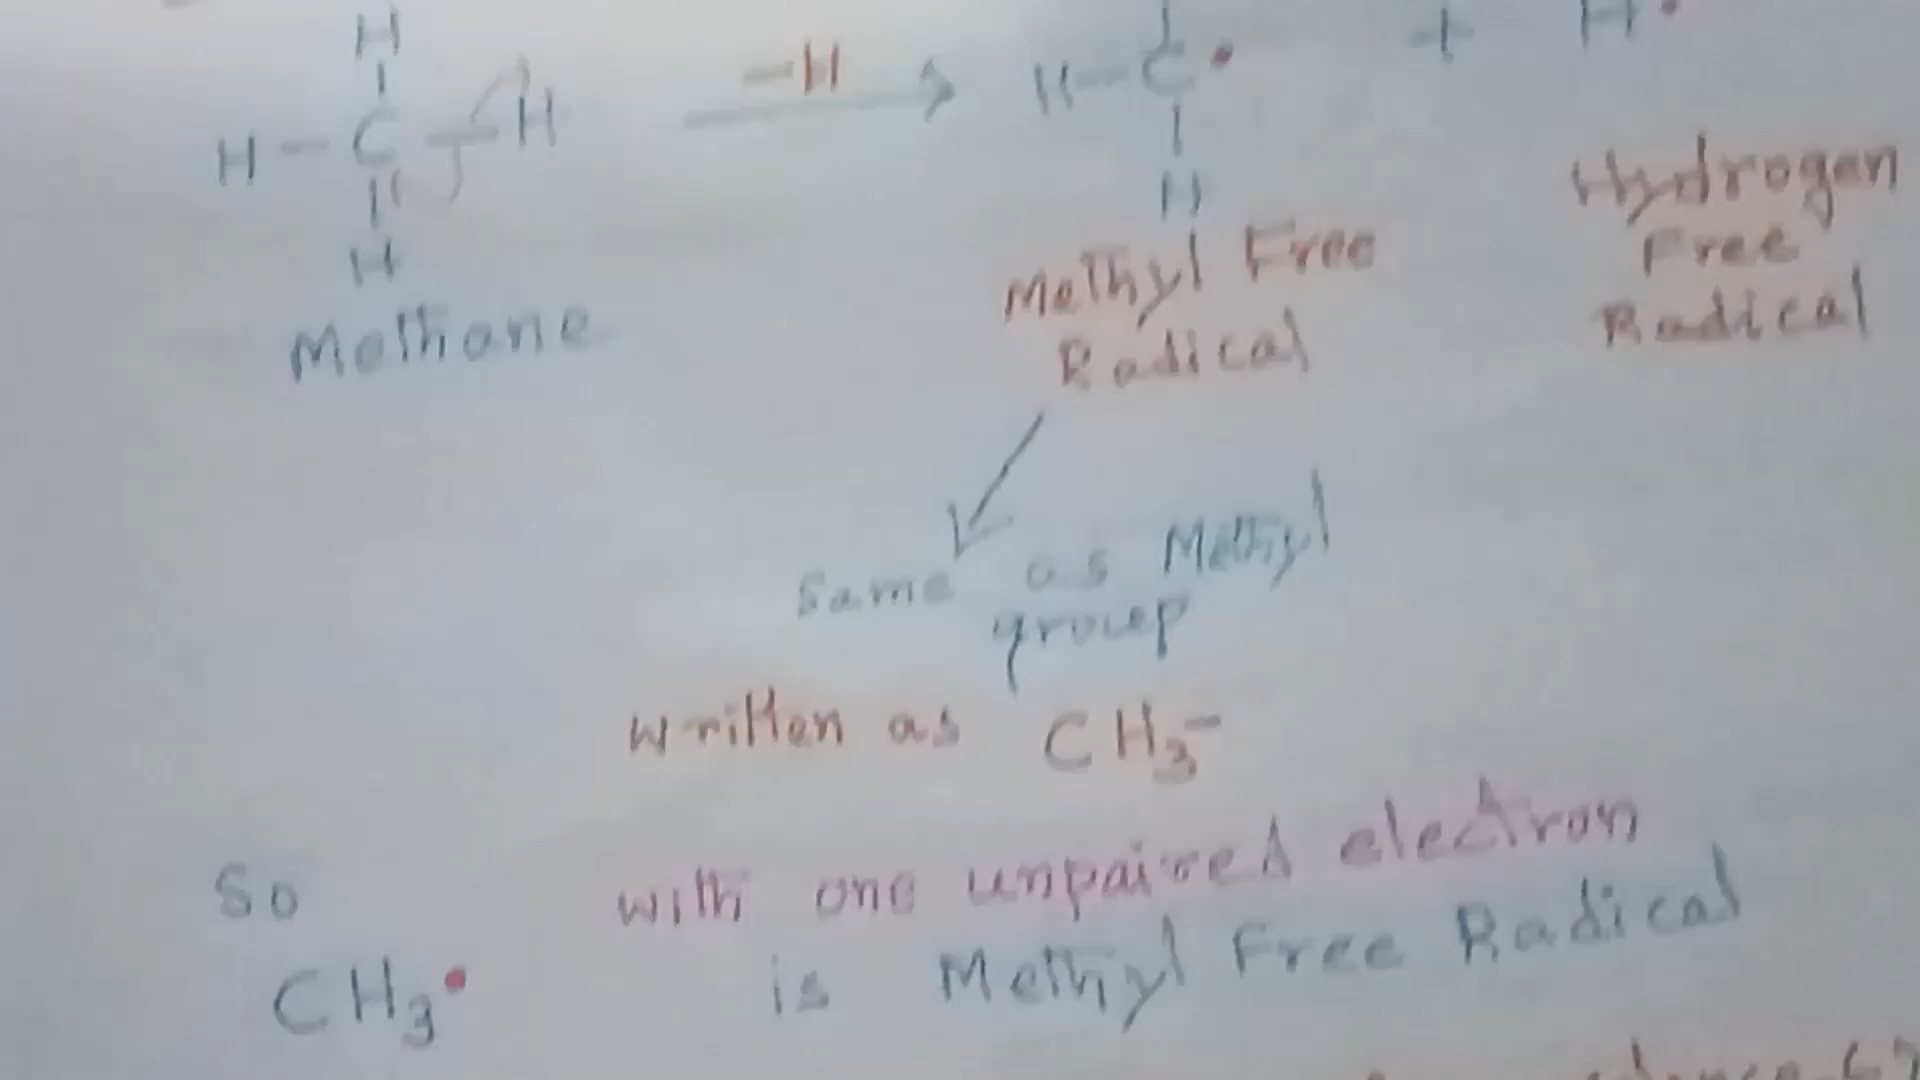 H
H – C – H
H
Methane
–H
H – C • + H •
H
Methyl Free
Radical
Hydrogen
Free
Radical
Same as Methyl
group
written as CH3–
So with one unpaired electron
CH3• is Methyl Free Radical